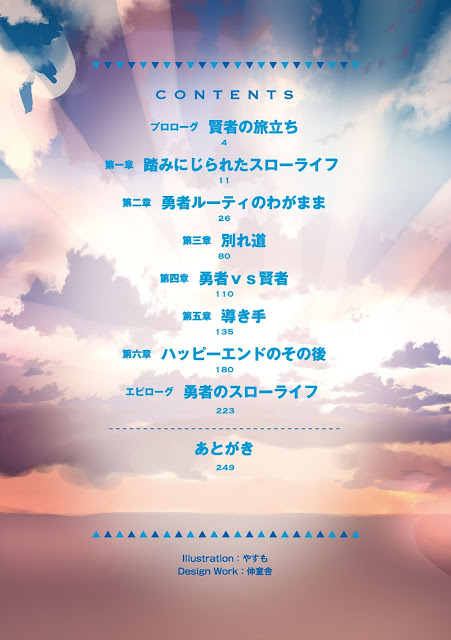 CONTENTS
プロローグ 賢者の旅立ち
4
第一章 踏みにじられたスローライフ
11
第二章 勇者ルーティのわがまま
26
第三章 別れ道
80
第四章 勇者ｖｓ賢者
110
第五章 導き手
135
第六章 ハッピーエンドのその後
180
エピローグ 勇者のスローライフ
223
あとがき
249
Illustration：やすも
Design Work：仲童舎